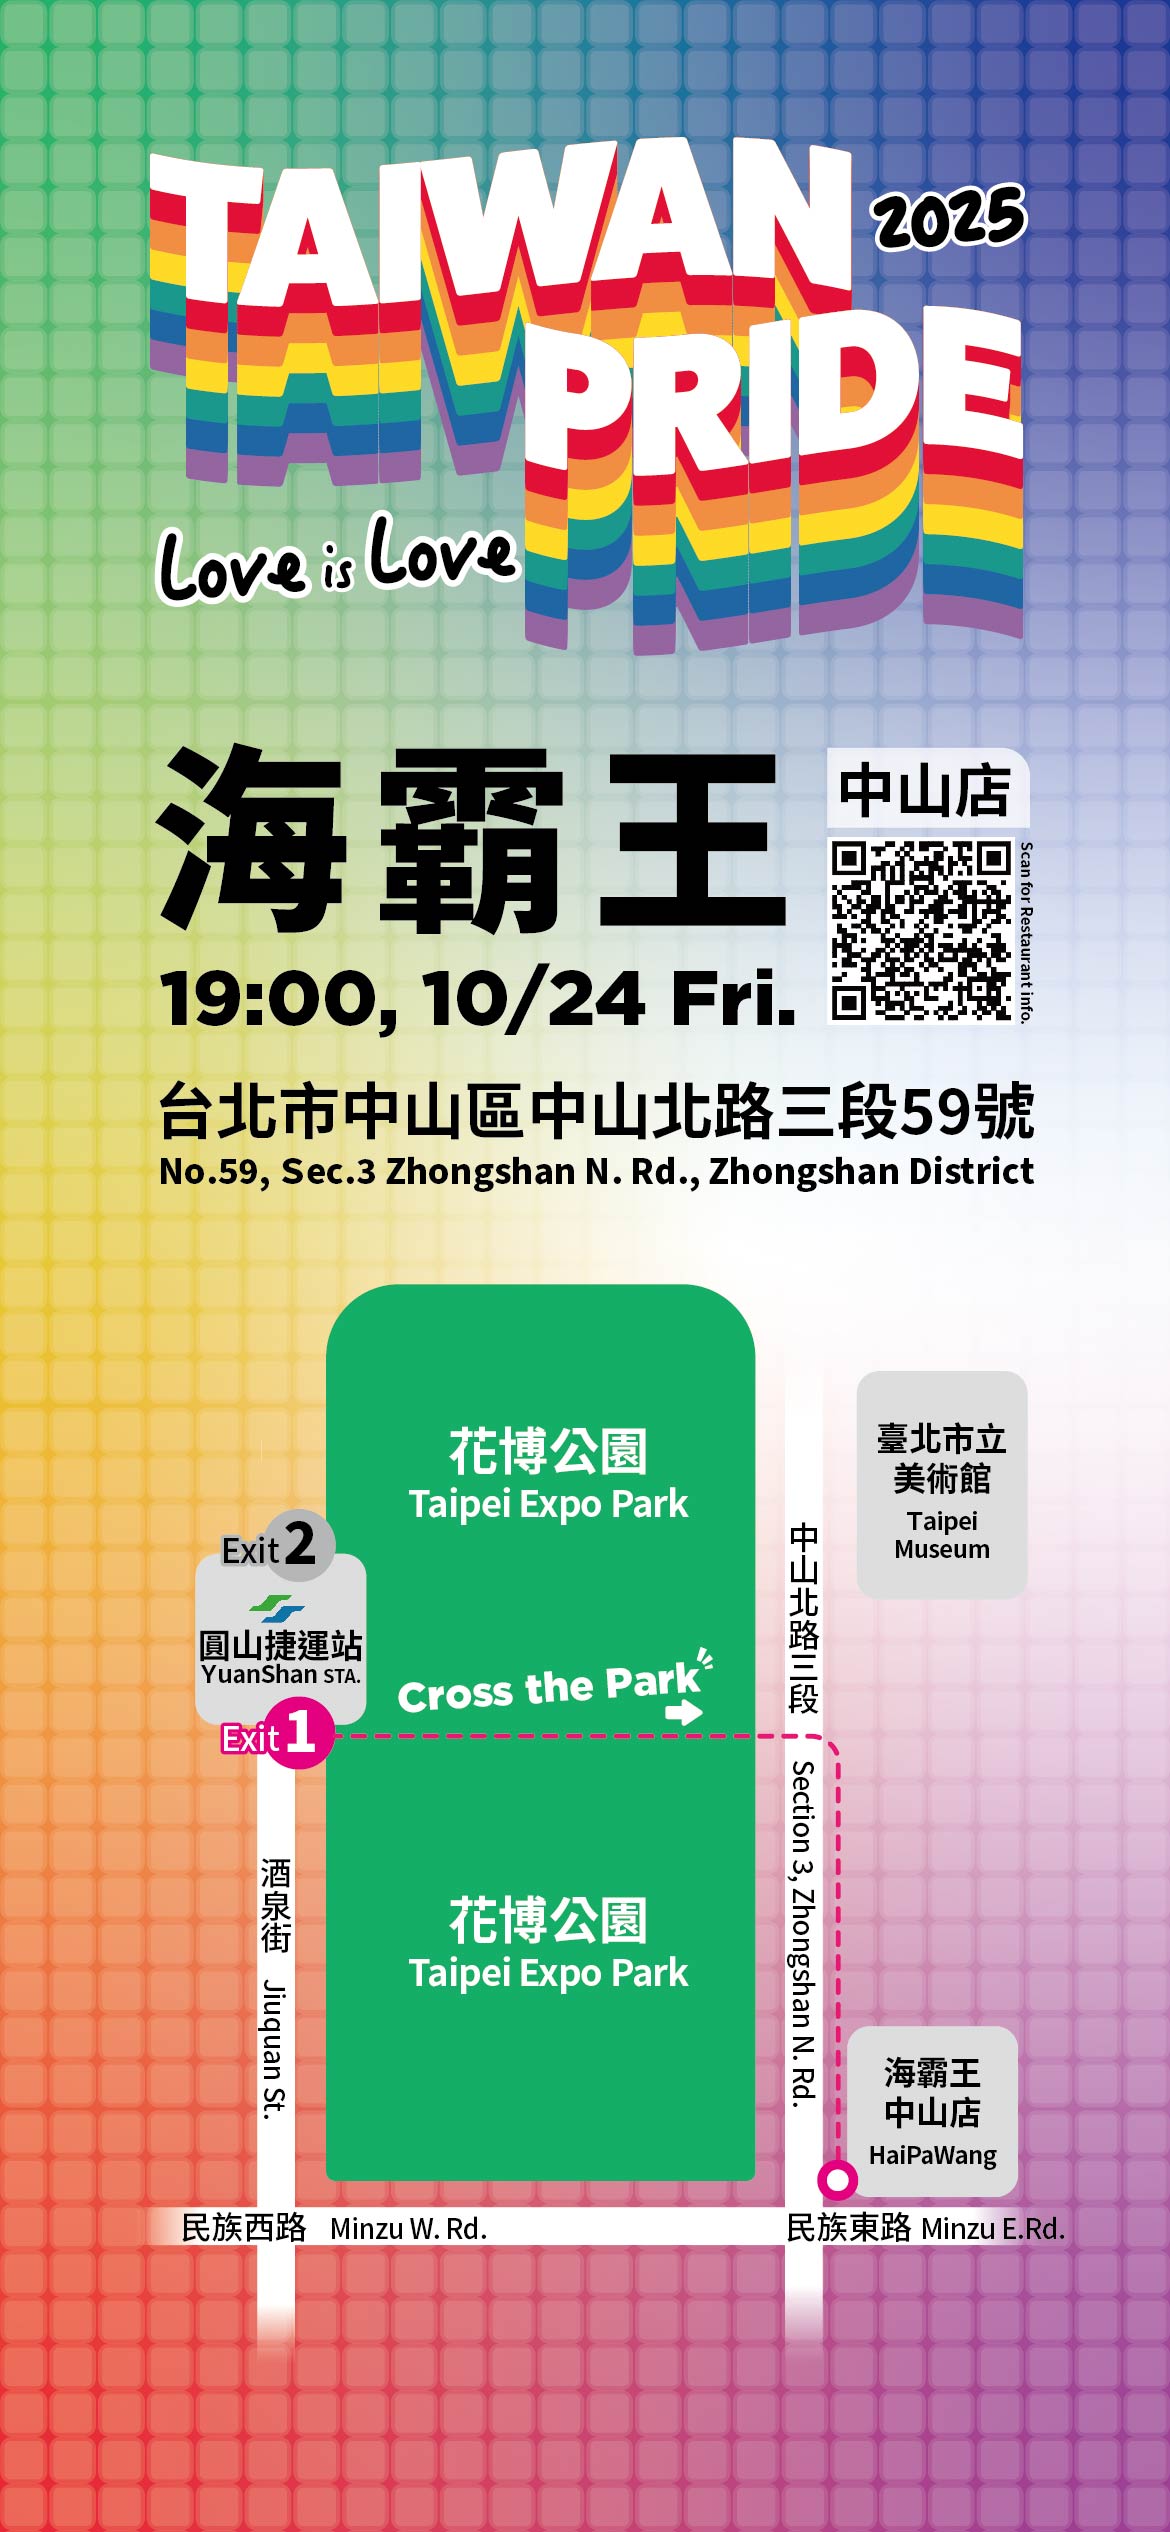 TAIWAN
2025
PRIDE
Love is Love
海霸王
中山店
Scan for Restaurant info.
19:00, 10/24 Fri.
台北市中山區中山北路三段59號
No.59, Sec.3 Zhongshan N. Rd., Zhongshan District
花博公園
Taipei Expo Park
臺北市立
美術館
Taipei
Museum
Exit 2
圓山捷運站
YuanShan STA.
Exit 1
Cross the Park
中山北路三段
Section 3, Zhongshan N. Rd.
花博公園
Taipei Expo Park
酒泉街 Jiuquan St.
海霸王
中山店
HaiPaWang
民族西路 Minzu W. Rd.
民族東路 Minzu E.Rd.